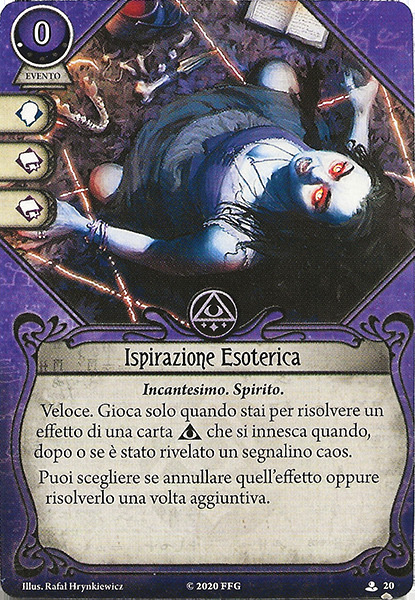 0
EVENTO
Ispirazione Esoterica
Incantesimo. Spirito.
Veloce. Gioca solo quando stai per risolvere un
effetto di una carta che si innesca quando,
dopo o se è stato rivelato un segnalino caos.
Puoi scegliere se annullare quell'effetto oppure
risolverlo una volta aggiuntiva.
Illus. Rafał Hrynkiewicz © 2020 FFG 20